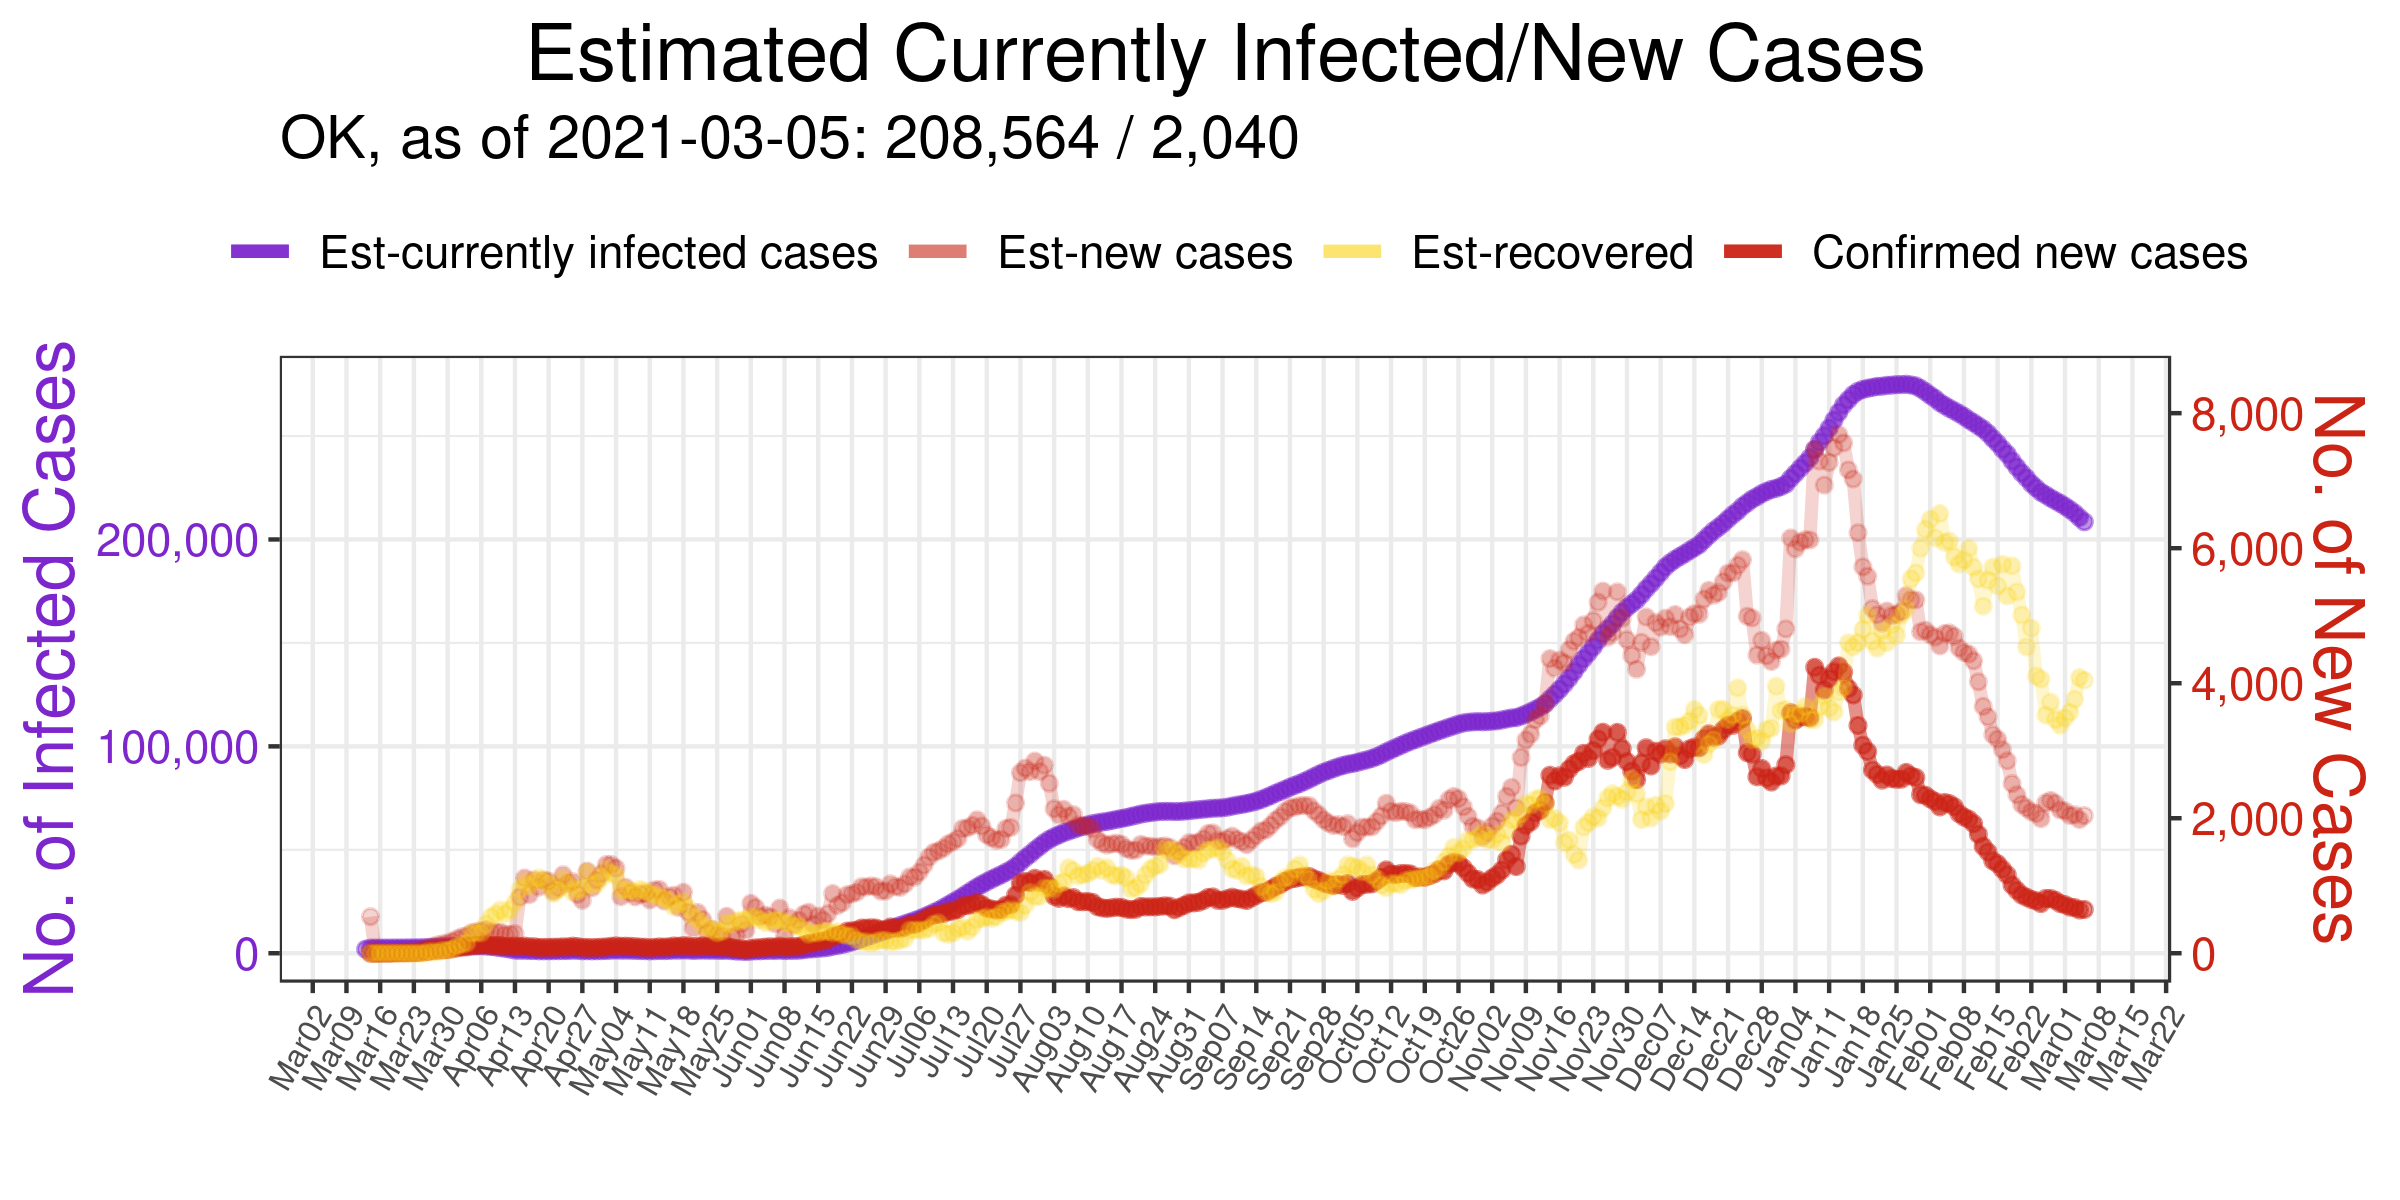 Estimated Currently Infected/New Cases
OK, as of 2021-03-05: 208,564 / 2,040
Est-currently infected cases Est-new cases Est-recovered Confirmed new cases
No. of Infected Cases
200,000
100,000
0
8,000
6,000
4,000
2,000
0
No. of New Cases
Mar02 Mar09 Mar16 Mar23 Mar30 Apr06 Apr13 Apr20 Apr27 May04 May11 May18 May25 Jun01 Jun08 Jun15 Jun22 Jun29 Jul06 Jul13 Jul20 Jul27 Aug03 Aug10 Aug17 Aug24 Aug31 Sep07 Sep14 Sep21 Sep28 Oct05 Oct12 Oct19 Oct26 Nov02 Nov09 Nov16 Nov23 Nov30 Dec07 Dec14 Dec21 Dec28 Jan04 Jan11 Jan18 Jan25 Feb01 Feb08 Feb15 Feb22 Mar01 Mar08 Mar15 Mar22